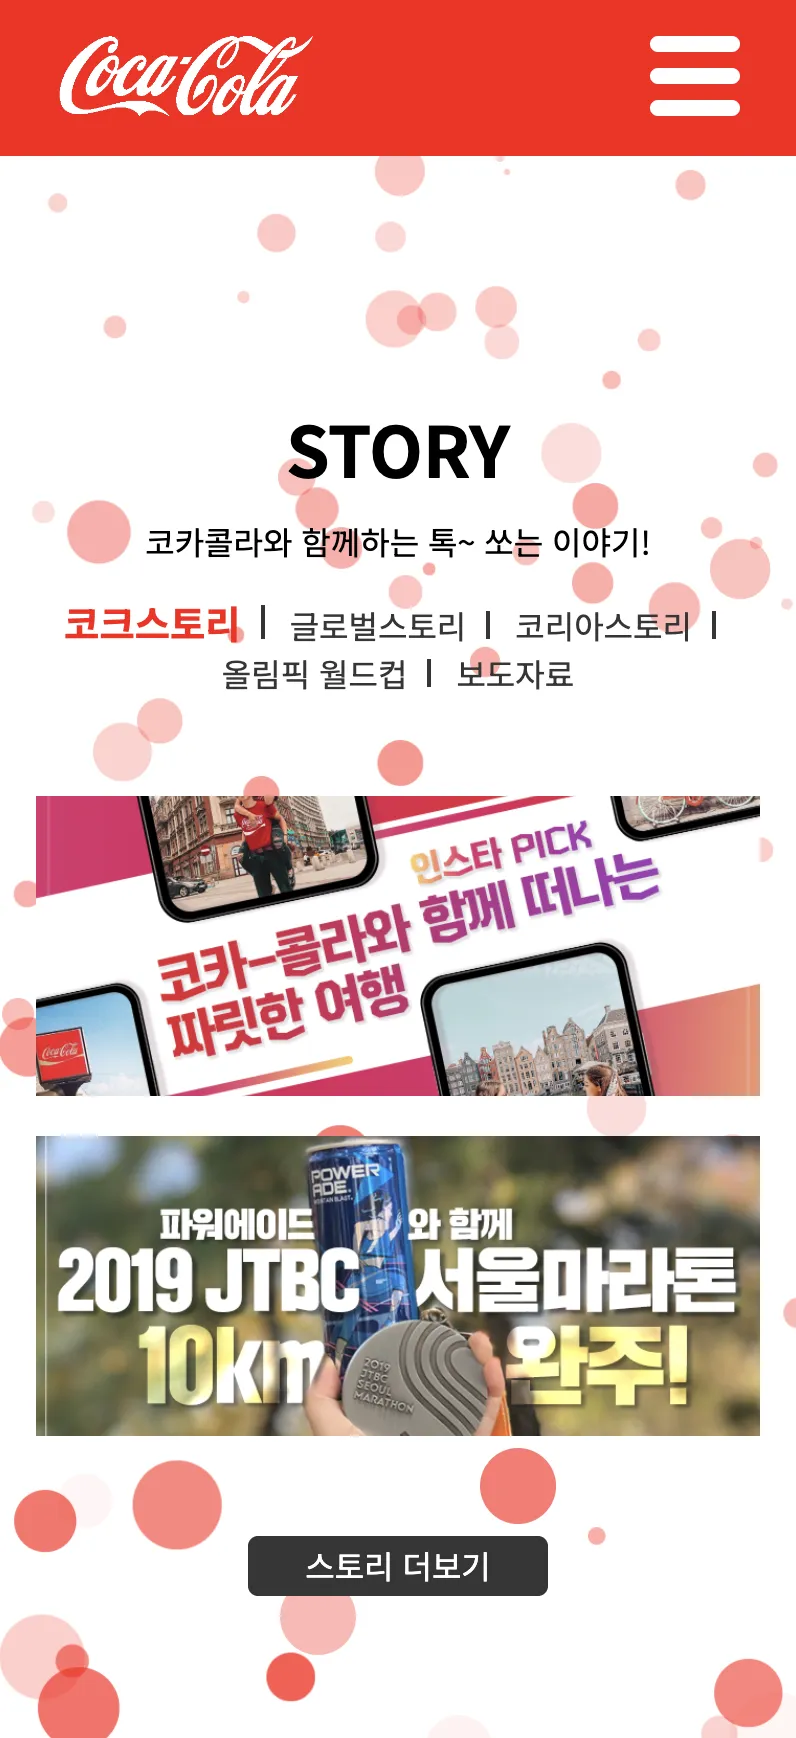 Coca-Cola
STORY
코카콜라와 함께하는 톡~ 쏘는 이야기!
코크스토리 | 글로벌스토리 | 코리아스토리 |
올림픽 월드컵 | 보도자료
인스타 PICK
코카-콜라와 함께 떠나는
짜릿한 여행
Coca-Cola
POWER
ADE.
MOUNTAIN BLAST.
파워에이드와 함께
2019 JTBC 서울마라톤
10km 완주!
2019
JTBC
SEOUL
MARATHON
스토리 더보기